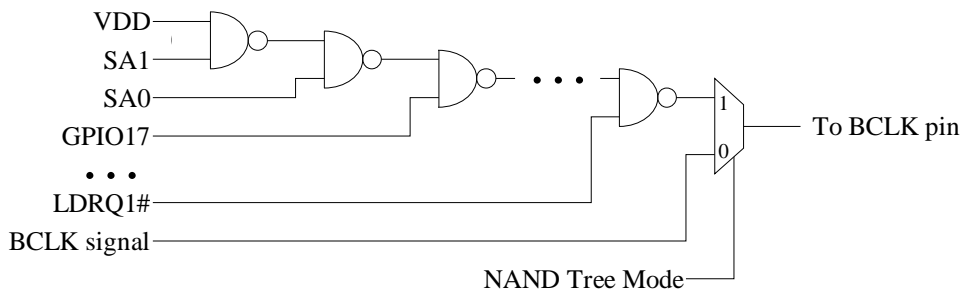 VDD
SA1
SA0
GPIO17
• • •
LDRQ1#
BCLK signal
NAND Tree Mode
• • •
1
0
To BCLK pin